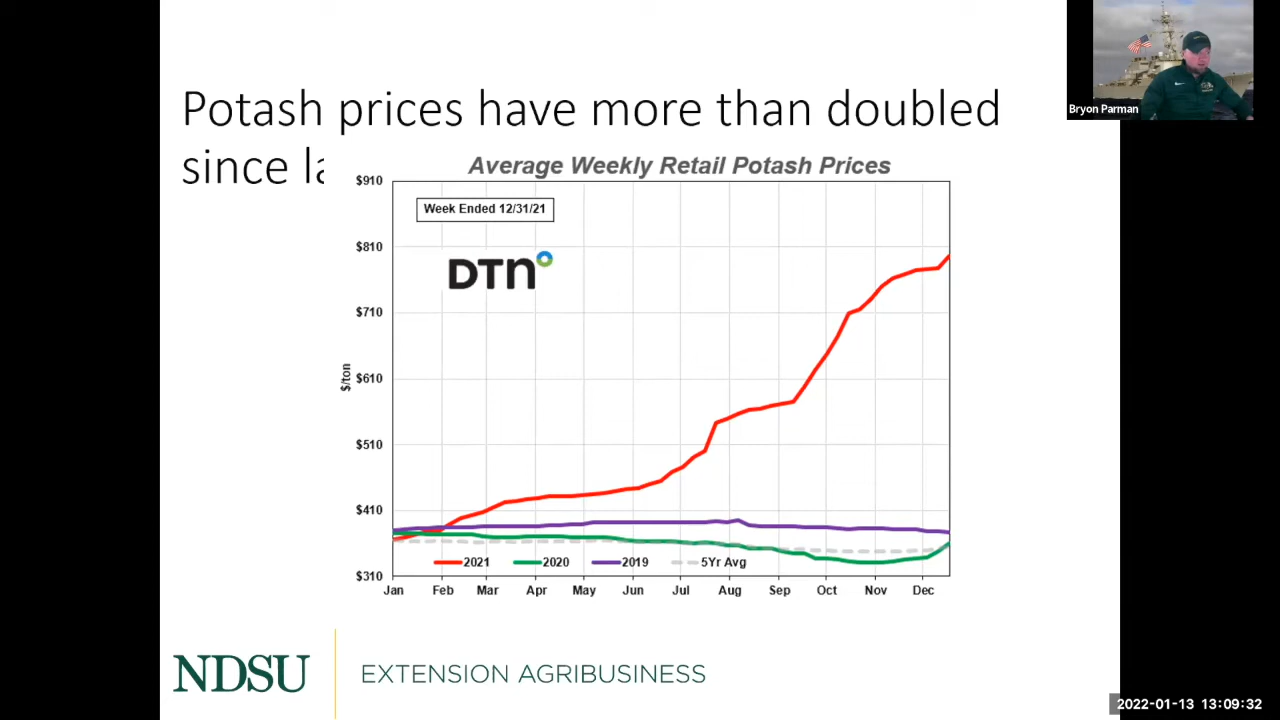 Potash prices have more than doubled
since la
Bryon Parman
Average Weekly Retail Potash Prices
$910
Week Ended 12/31/21
$810
DTN
$710
$/ton
$610
$510
$410
$310
2021 2020 2019 5Yr Avg
Jan Feb Mar Apr May Jun Jul Aug Sep Oct Nov Dec
NDSU EXTENSION AGRIBUSINESS
2022-01-13 13:09:32